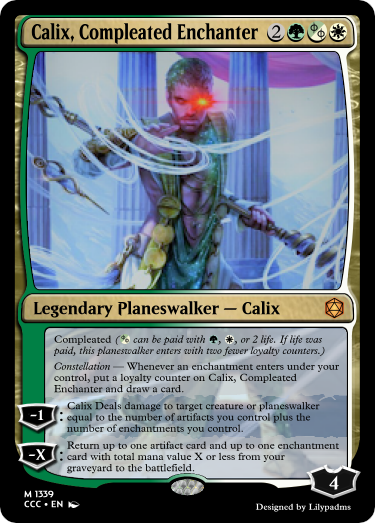 Calix, Compleated Enchanter 2
Legendary Planeswalker — Calix
Compleated ( can be paid with , , or 2 life. If life was
paid, this planeswalker enters with two fewer loyalty counters.)
Constellation — Whenever an enchantment enters under your
control, put a loyalty counter on Calix, Compleated
Enchanter and draw a card.
-1: Calix Deals damage to target creature or planeswalker
equal to the number of artifacts you control plus the
number of enchantments you control.
-X: Return up to one artifact card and up to one enchantment
card with total mana value X or less from your
graveyard to the battlefield.
4
M 1339
CCC • EN
Designed by Lilypadms